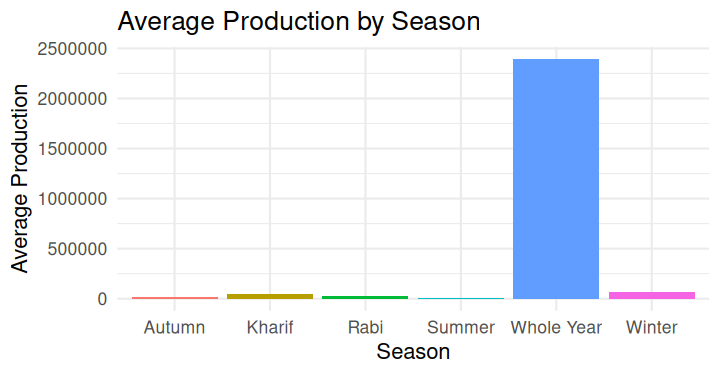 Average Production by Season
Average Production
2500000
2000000
1500000
1000000
500000
0
Autumn Kharif Rabi Summer Whole Year Winter
Season